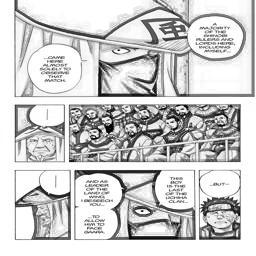 A
MAJORITY
OF THE
SHINOBI
RULERS AND
LORDS HERE,
INCLUDING
MYSELF...
...CAME
HERE
ALMOST
SOLELY TO
OBSERVE
THAT
MATCH.
風
...BUT--
THIS
BOY IS
THE LAST
OF THE
UCHIHA
CLAN...
AND AS
LEADER
OF THE
LAND OF
WIND,
I BESEECH
YOU...
...TO
ALLOW
HIM TO
FACE
GAARA.